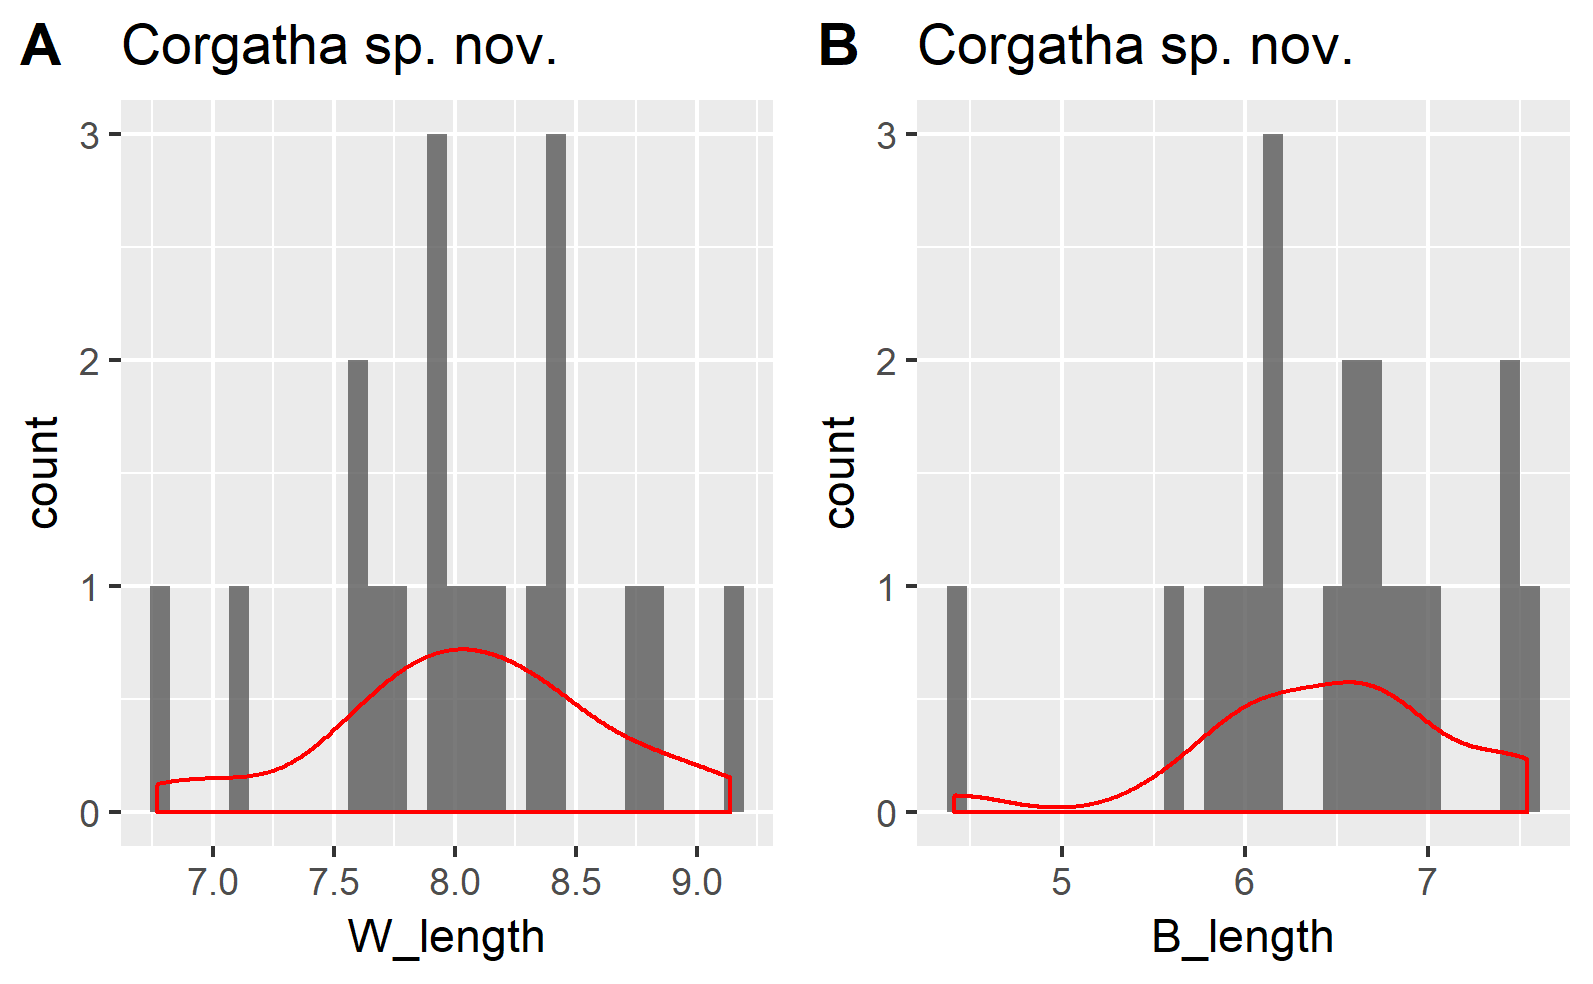 A Corgatha sp. nov.
3
2
1
0
count
7.0 7.5 8.0 8.5 9.0
W_length
B Corgatha sp. nov.
3
2
1
0
count
5 6 7
B_length